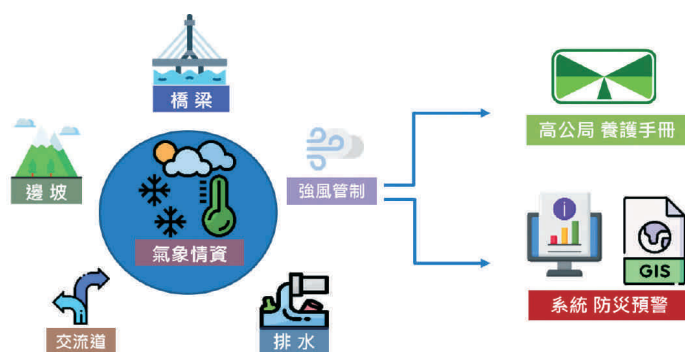 橋 梁
高公局 養護手冊
邊 坡
強風管制
氣象情資
GIS
系統 防災預警
交流道
排 水